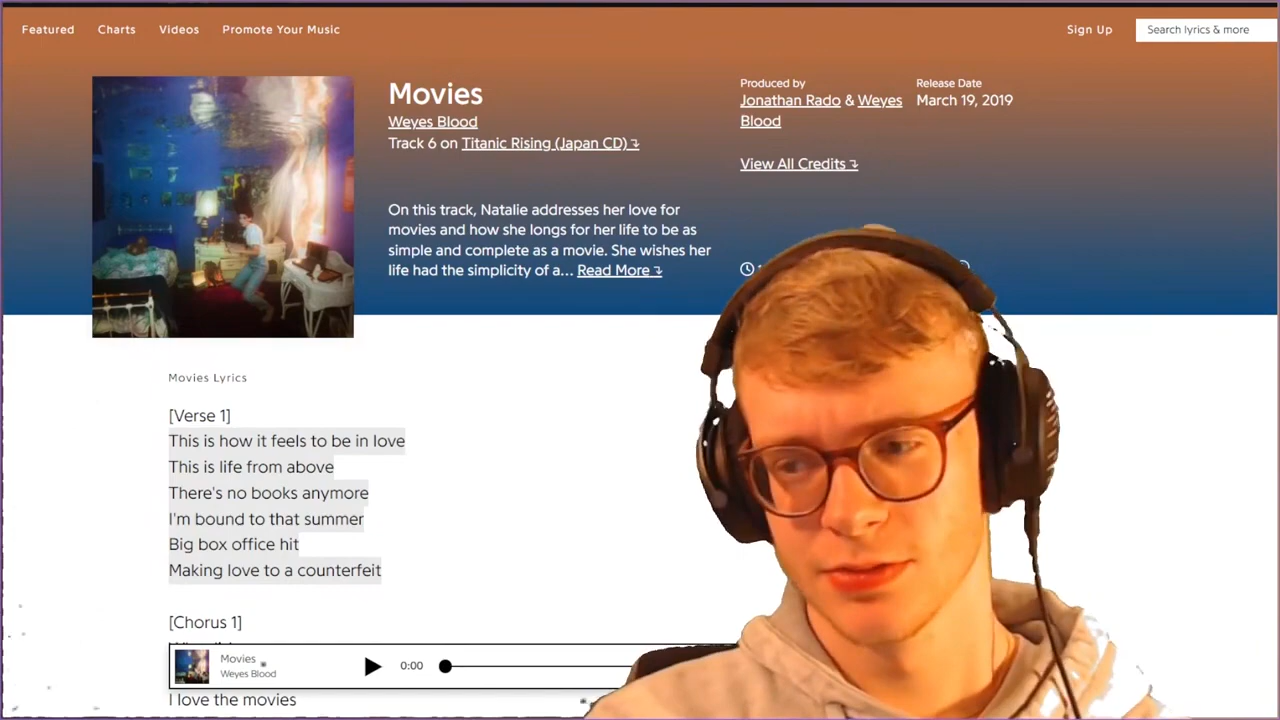 Featured Charts Videos Promote Your Music Sign Up Search lyrics & more
Movies
Weyes Blood
Track 6 on Titanic Rising (Japan CD)
On this track, Natalie addresses her love for
movies and how she longs for her life to be as
simple and complete as a movie. She wishes her
life had the simplicity of a... Read More
Produced by
Jonathan Rado & Weyes
Blood
Release Date
March 19, 2019
View All Credits
Movies Lyrics
[Verse 1]
This is how it feels to be in love
This is life from above
There's no books anymore
I'm bound to that summer
Big box office hit
Making love to a counterfeit
[Chorus 1]
Movies
Weyes Blood
0:00
I love the movies